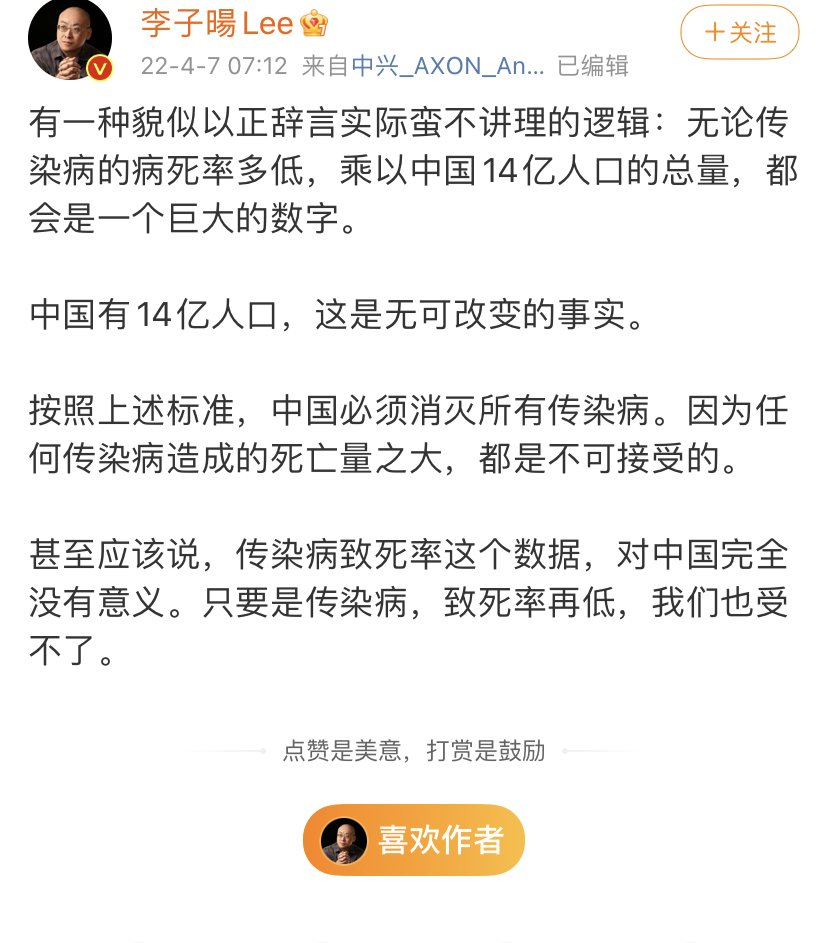 李子暘Lee
+关注
22-4-7 07:12 来自中兴_AXON_An... 已编辑
有一种貌似以正辞言实际蛮不讲理的逻辑：无论传
染病的病死率多低，乘以中国14亿人口的总量，都
会是一个巨大的数字。
中国有14亿人口，这是无可改变的事实。
按照上述标准，中国必须消灭所有传染病。因为任
何传染病造成的死亡量之大，都是不可接受的。
甚至应该说，传染病致死率这个数据，对中国完全
没有意义。只要是传染病，致死率再低，我们也受
不了。
点赞是美意，打赏是鼓励
喜欢作者